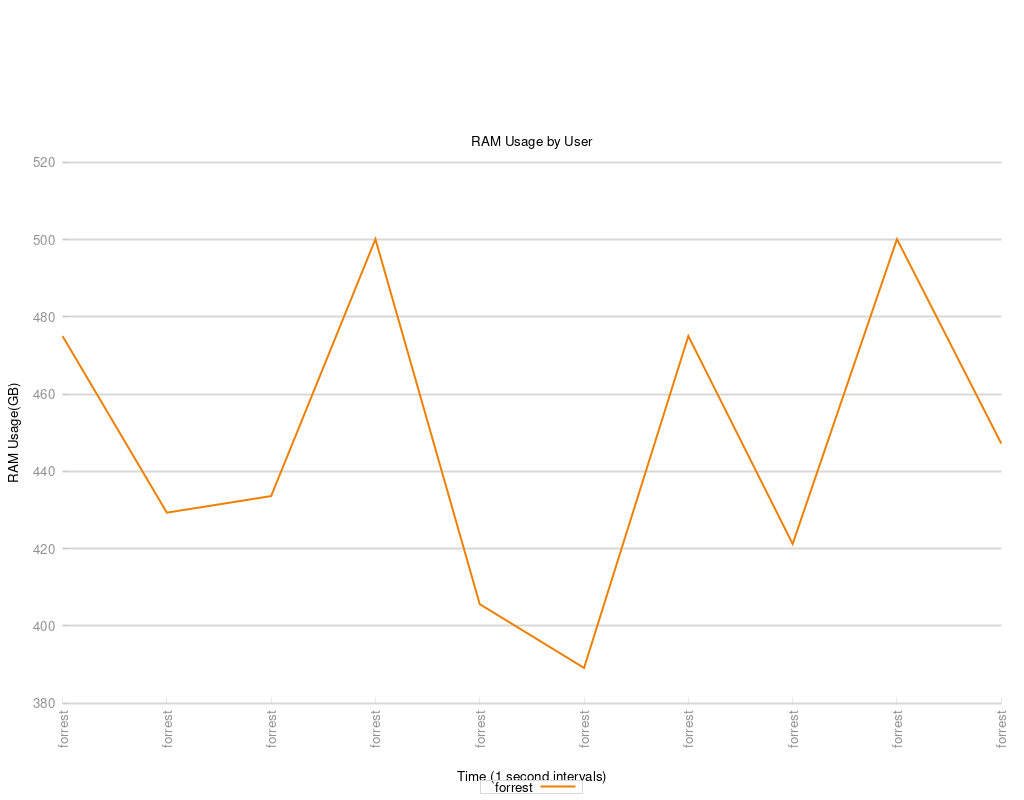 RAM Usage by User
520
500
480
460
440
420
400
380
RAM Usage(GB)
forrest forrest forrest forrest forrest forrest forrest forrest forrest forrest
Time (1 second intervals)
forrest